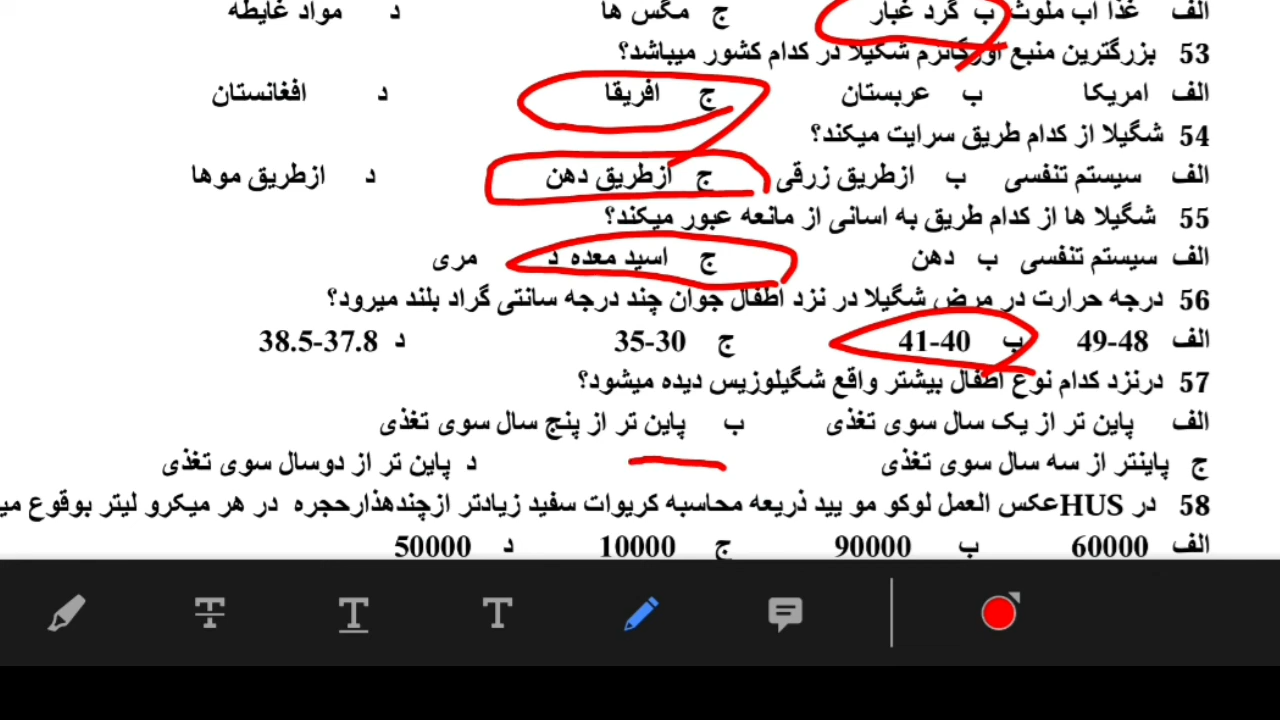 الف غذا اب ملوث ب گرد غبار ج مگس ها د مواد غایطه
53 بزرگترین منبع اورگانزم شگیلا در کدام کشور میباشد؟
الف امریکا ب عربستان ج افریقا د افغانستان
54 شگیلا از کدام طریق سرایت میکند؟
الف سیستم تنفسی ب ازطریق زرقی ج ازطریق دهن د ازطریق موها
55 شگیلا ها از کدام طریق به اسانی از مانعه عبور میکند؟
الف سیستم تنفسی ب دهن ج اسید معده د مری
56 درجه حرارت در مرض شگیلا در نزد اطفال جوان چند درجه سانتی گراد بلند میرود؟
الف 48-49 ب 40-41 ج 30-35 د 37.8-38.5
57 درنزد کدام نوع اطفال بیشتر واقع شگیلوزیس دیده میشود؟
الف پاین تر از یک سال سوی تغذی ب پاین تر از پنج سال سوی تغذی
ج پاینتر از سه سال سوی تغذی د پاین تر از دوسال سوی تغذی
58 در HUSعکس العمل لوکو مو یید ذریعه محاسبه کریوات سفید زیادتر ازچندهذارحجره در هر میکرو لیتر بوقوع
الف 60000 ب 90000 ج 10000 د 50000
T T T